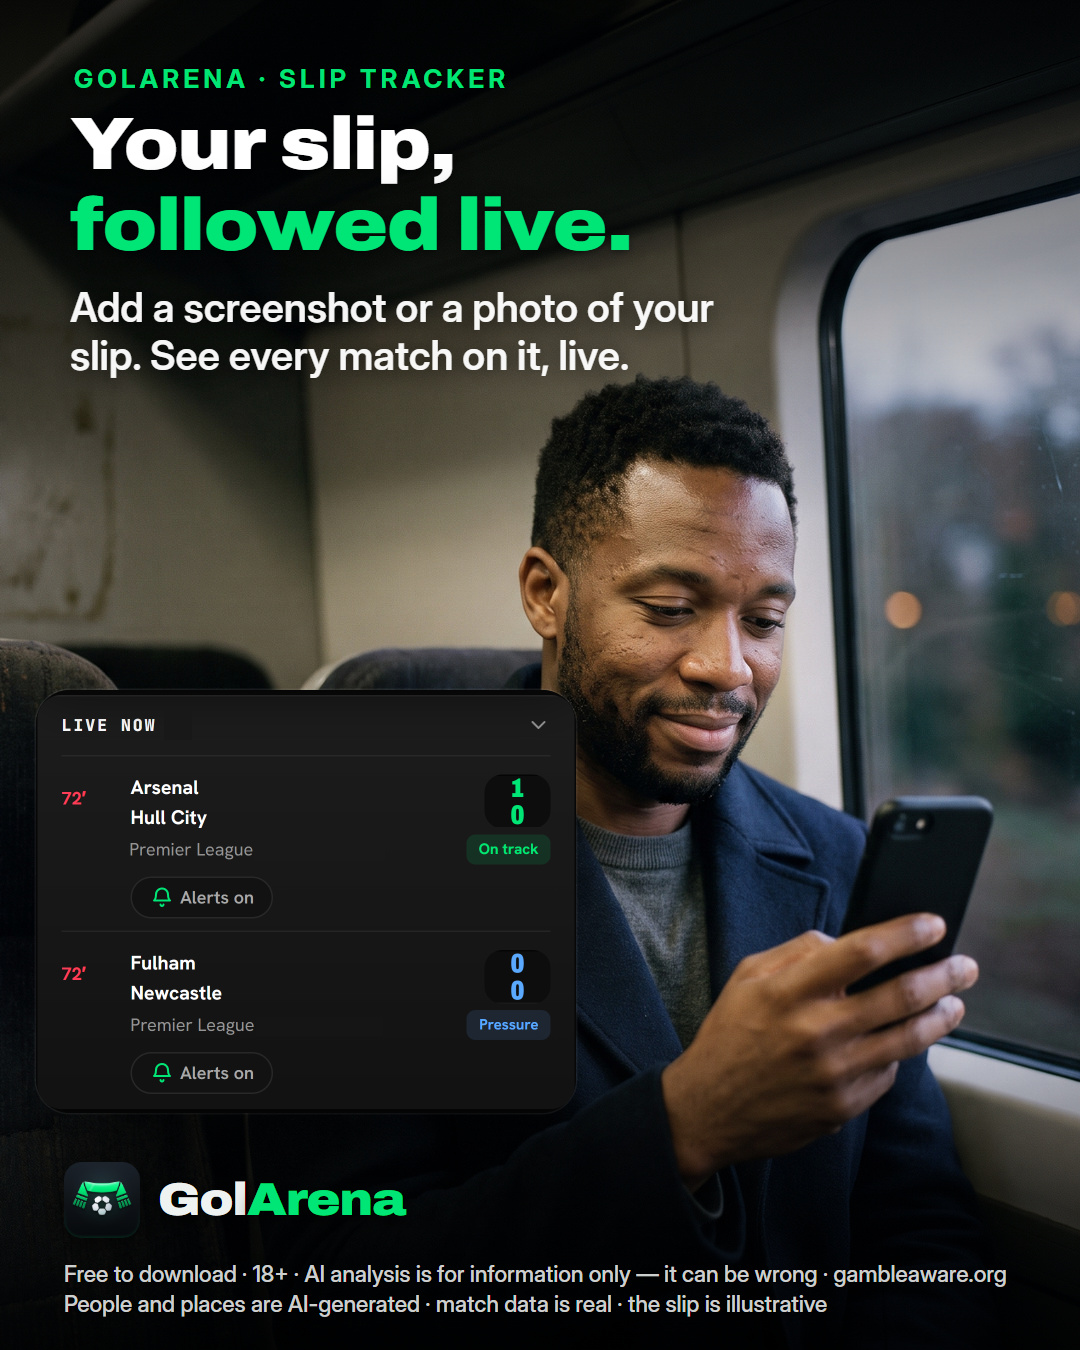 GOLARENA · SLIP TRACKER
Your slip,
followed live.
Add a screenshot or a photo of your
slip. See every match on it, live.
LIVE NOW
72'
Arsenal
1
Hull City
0
Premier League
On track
Alerts on
72'
Fulham
0
Newcastle
0
Premier League
Pressure
Alerts on
GolArena
Free to download · 18+ · AI analysis is for information only — it can be wrong · gambleaware.org
People and places are AI-generated · match data is real · the slip is illustrative